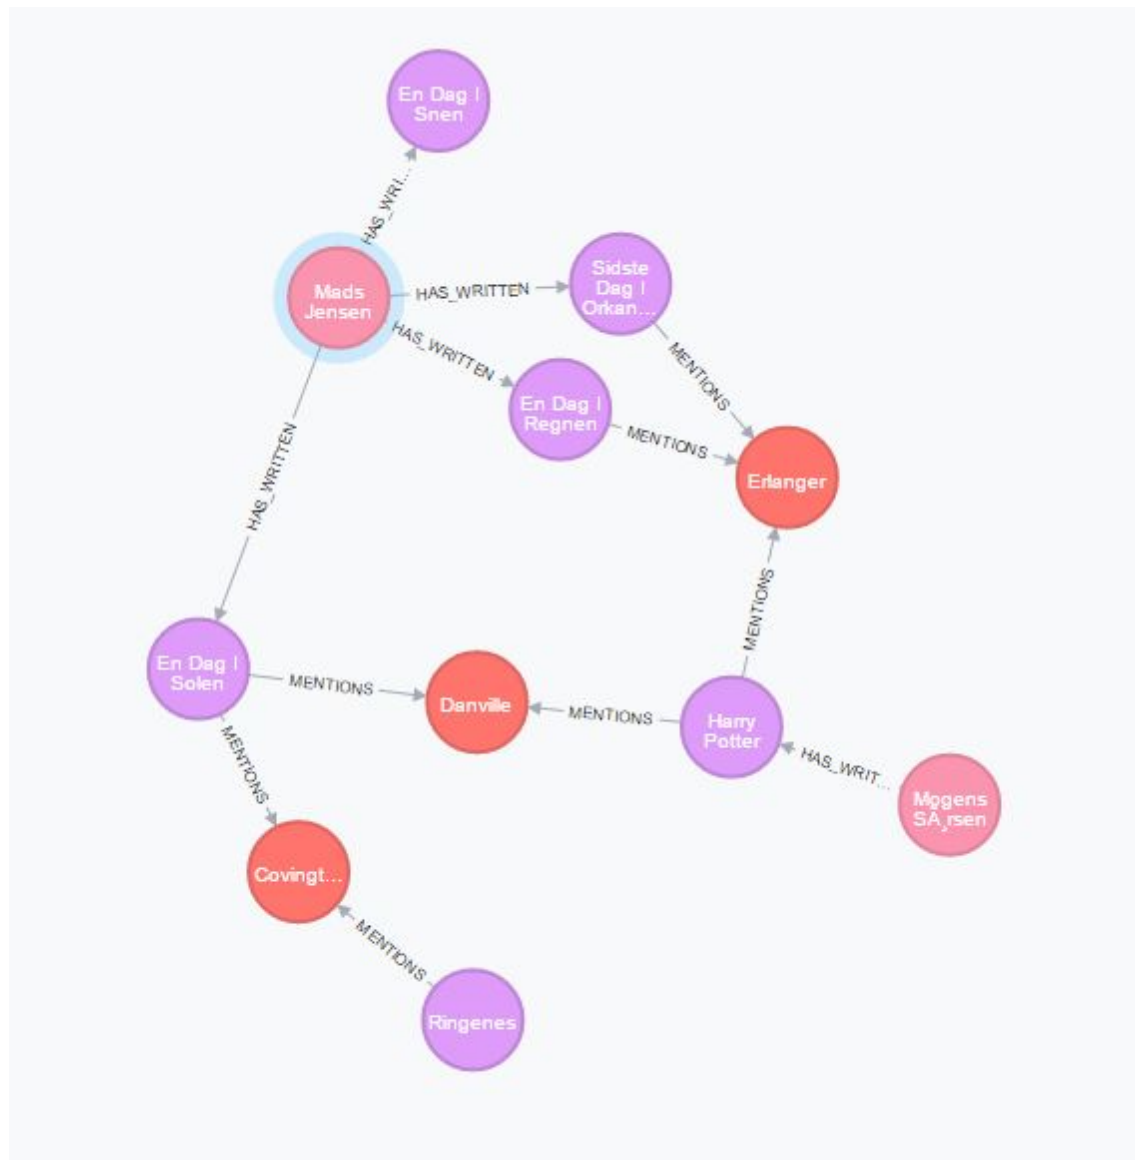 En Dag I
Snen
HAS_WRI...
Mads
Jensen
HAS_WRITTEN
Sidste
Dag I
Orkan...
HAS_WRITTEN
MENTIONS
En Dag I
Regnen
MENTIONS
Erlanger
HAS_WRITTEN
MENTIONS
En Dag I
Solen
MENTIONS
Danville
MENTIONS
Harry
Potter
HAS_WRIT...
Mogens
SÃ¸rsen
MENTIONS
Covingt...
MENTIONS
Ringenes